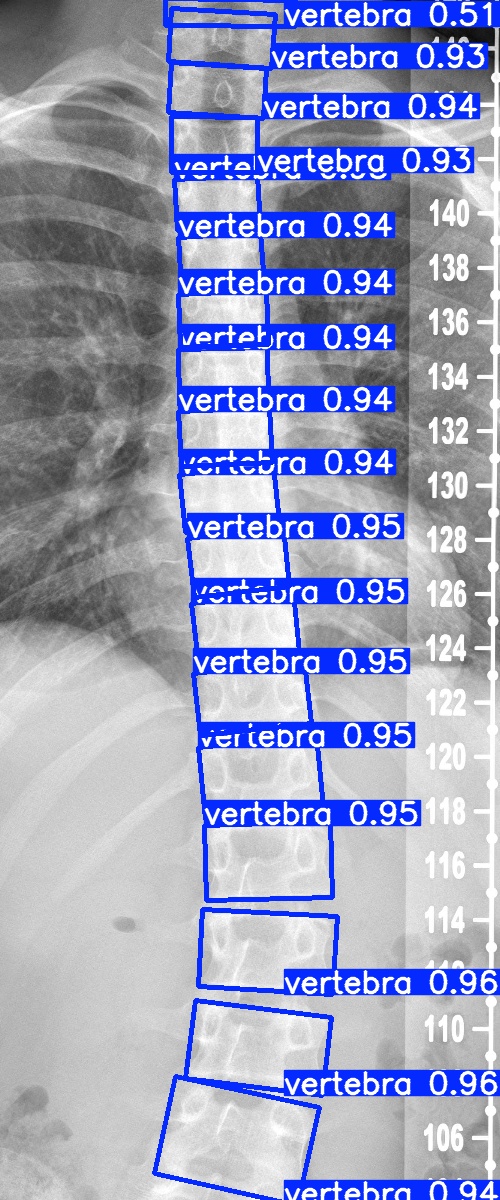 vertebra 0.51
vertebra 0.93
vertebra 0.94
vertebra 0.93
140
vertebra 0.94
138
vertebra 0.94
136
vertebra 0.94
134
vertebra 0.94
132
vertebra 0.94
130
vertebra 0.95
128
vertebra 0.95
126
124
vertebra 0.95
122
vertebra 0.95
120
vertebra 0.95
118
116
114
vertebra 0.96
110
vertebra 0.96
106
vertebra 0.94